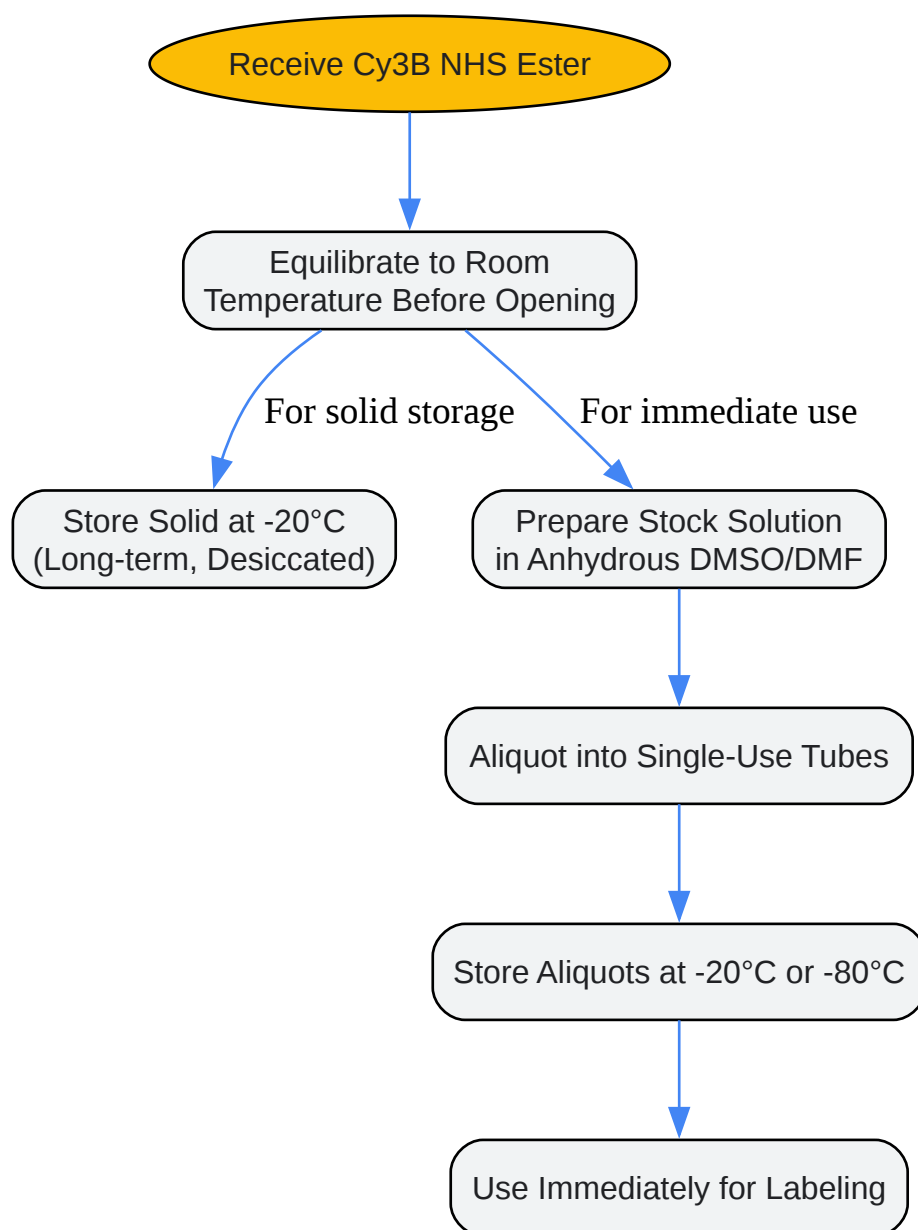 Receive Cy3B NHS Ester
Equilibrate to Room
Temperature Before Opening
For solid storage
For immediate use
Store Solid at -20°C
(Long-term, Desiccated)
Prepare Stock Solution
in Anhydrous DMSO/DMF
Aliquot into Single-Use Tubes
Store Aliquots at -20°C or -80°C
Use Immediately for Labeling